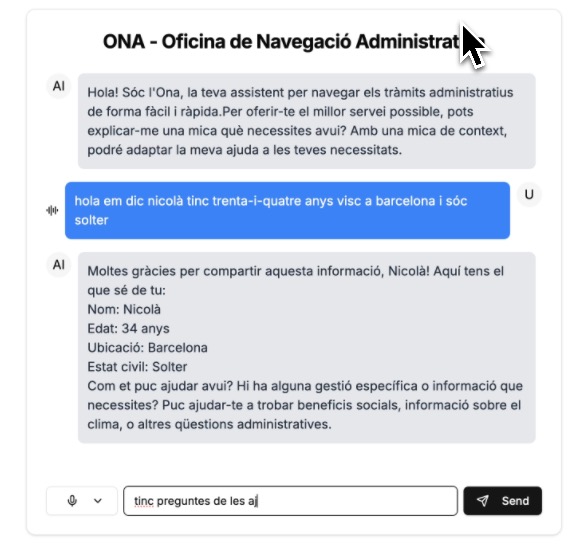 ONA - Oficina de Navegació
AI
Hola! Sóc l'Ona, la teva assistent per navegar els tràmits administratius
de forma fàcil i ràpida.Per oferir-te el millor servei possible, pots
explicar-me una mica què necessites avui? Amb una mica de context,
podré adaptar la meva ajuda a les teves necessitats.
hola em dic nicolà tinc trenta-i-quatre anys visc a barcelona i sóc
solter
U
AI
Moltes gràcies per compartir aquesta informació, Nicolà! Aquí tens el
que sé de tu:
Nom: Nicolà
Edat: 34 anys
Ubicació: Barcelona
Estat civil: Solter
Com et puc ajudar avui? Hi ha alguna gestió específica o informació que
necessites? Puc ajudar-te a trobar beneficis socials, informació sobre el
clima, o altres qüestions administratives.
tinc preguntes de les aj
Send